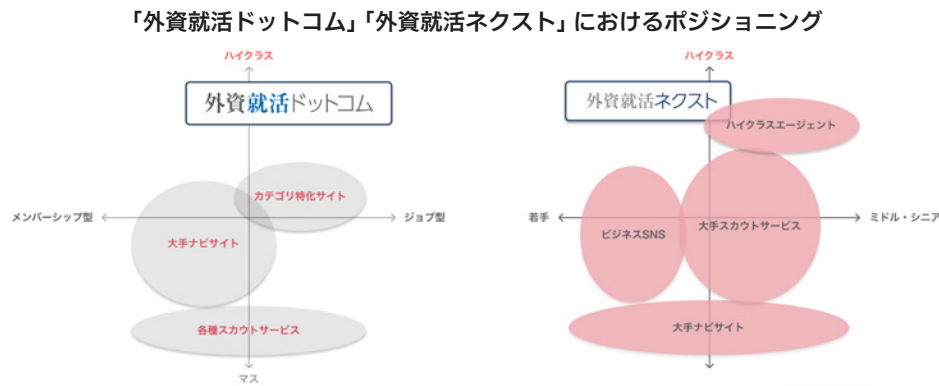 「外資就活ドットコム」「外資就活ネクスト」におけるポジショニング
ハイクラス
外資就活ドットコム
カテゴリ特化サイト
メンバーシップ型
ジョブ型
大手ナビサイト
各種スカウトサービス
マス
ハイクラス
外資就活ネクスト
ハイクラスエージェント
若手
ミドル・シニア
大手スカウトサービス
ビジネスSNS
大手ナビサイト